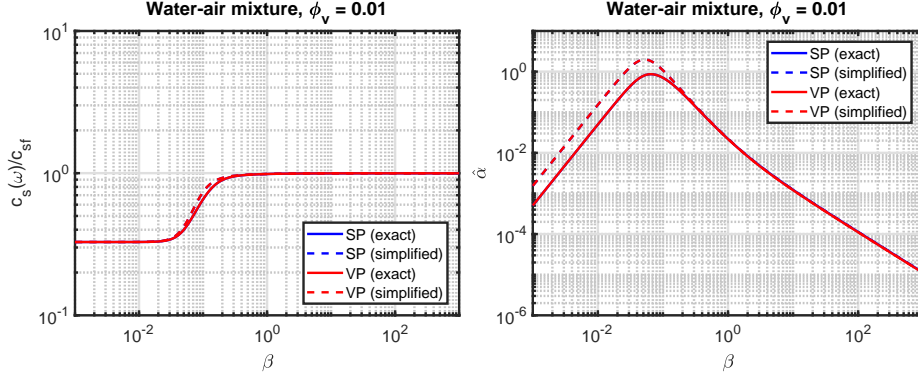 Water-air mixture, ϕv = 0.01
10^1
10^0
10^-1
cs(ω)/csf
SP (exact)
SP (simplified)
VP (exact)
VP (simplified)
10^-2
10^0
10^2
β
Water-air mixture, ϕv = 0.01
10^0
10^-2
10^-4
10^-6
α̂
SP (exact)
SP (simplified)
VP (exact)
VP (simplified)
10^-2
10^0
10^2
β